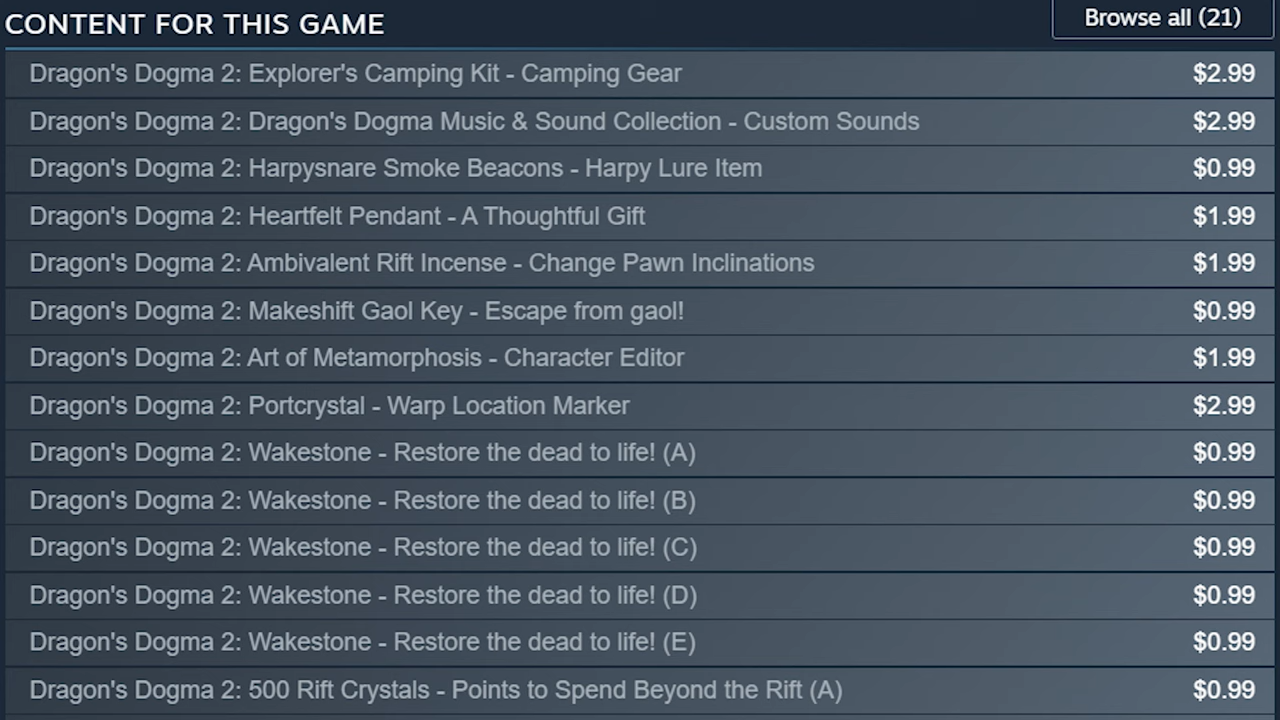 CONTENT FOR THIS GAME
Browse all (21)
Dragon's Dogma 2: Explorer's Camping Kit - Camping Gear $2.99
Dragon's Dogma 2: Dragon's Dogma Music & Sound Collection - Custom Sounds $2.99
Dragon's Dogma 2: Harpysnare Smoke Beacons - Harpy Lure Item $0.99
Dragon's Dogma 2: Heartfelt Pendant - A Thoughtful Gift $1.99
Dragon's Dogma 2: Ambivalent Rift Incense - Change Pawn Inclinations $1.99
Dragon's Dogma 2: Makeshift Gaol Key - Escape from gaol! $0.99
Dragon's Dogma 2: Art of Metamorphosis - Character Editor $1.99
Dragon's Dogma 2: Portcrystal - Warp Location Marker $2.99
Dragon's Dogma 2: Wakestone - Restore the dead to life! (A) $0.99
Dragon's Dogma 2: Wakestone - Restore the dead to life! (B) $0.99
Dragon's Dogma 2: Wakestone - Restore the dead to life! (C) $0.99
Dragon's Dogma 2: Wakestone - Restore the dead to life! (D) $0.99
Dragon's Dogma 2: Wakestone - Restore the dead to life! (E) $0.99
Dragon's Dogma 2: 500 Rift Crystals - Points to Spend Beyond the Rift (A) $0.99